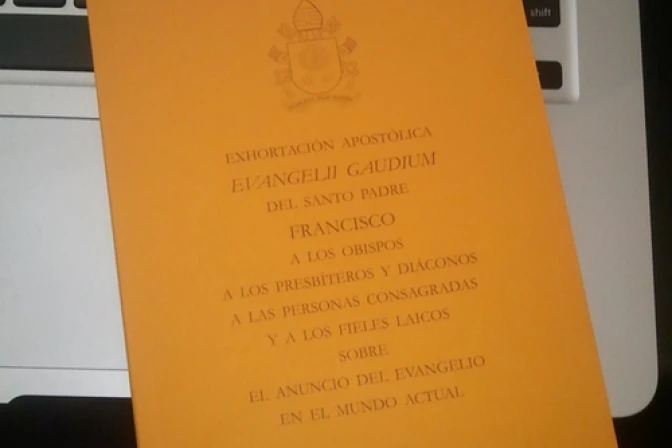 shift
EXHORTACIÓN APOSTÓLICA
EVANGELII GAUDIUM
DEL SANTO PADRE
FRANCISCO
A LOS OBISPOS
A LOS PRESBÍTEROS Y DIÁCONOS
A LAS PERSONAS CONSAGRADAS
Y A LOS FIELES LAICOS
SOBRE
EL ANUNCIO DEL EVANGELIO
EN EL MUNDO ACTUAL